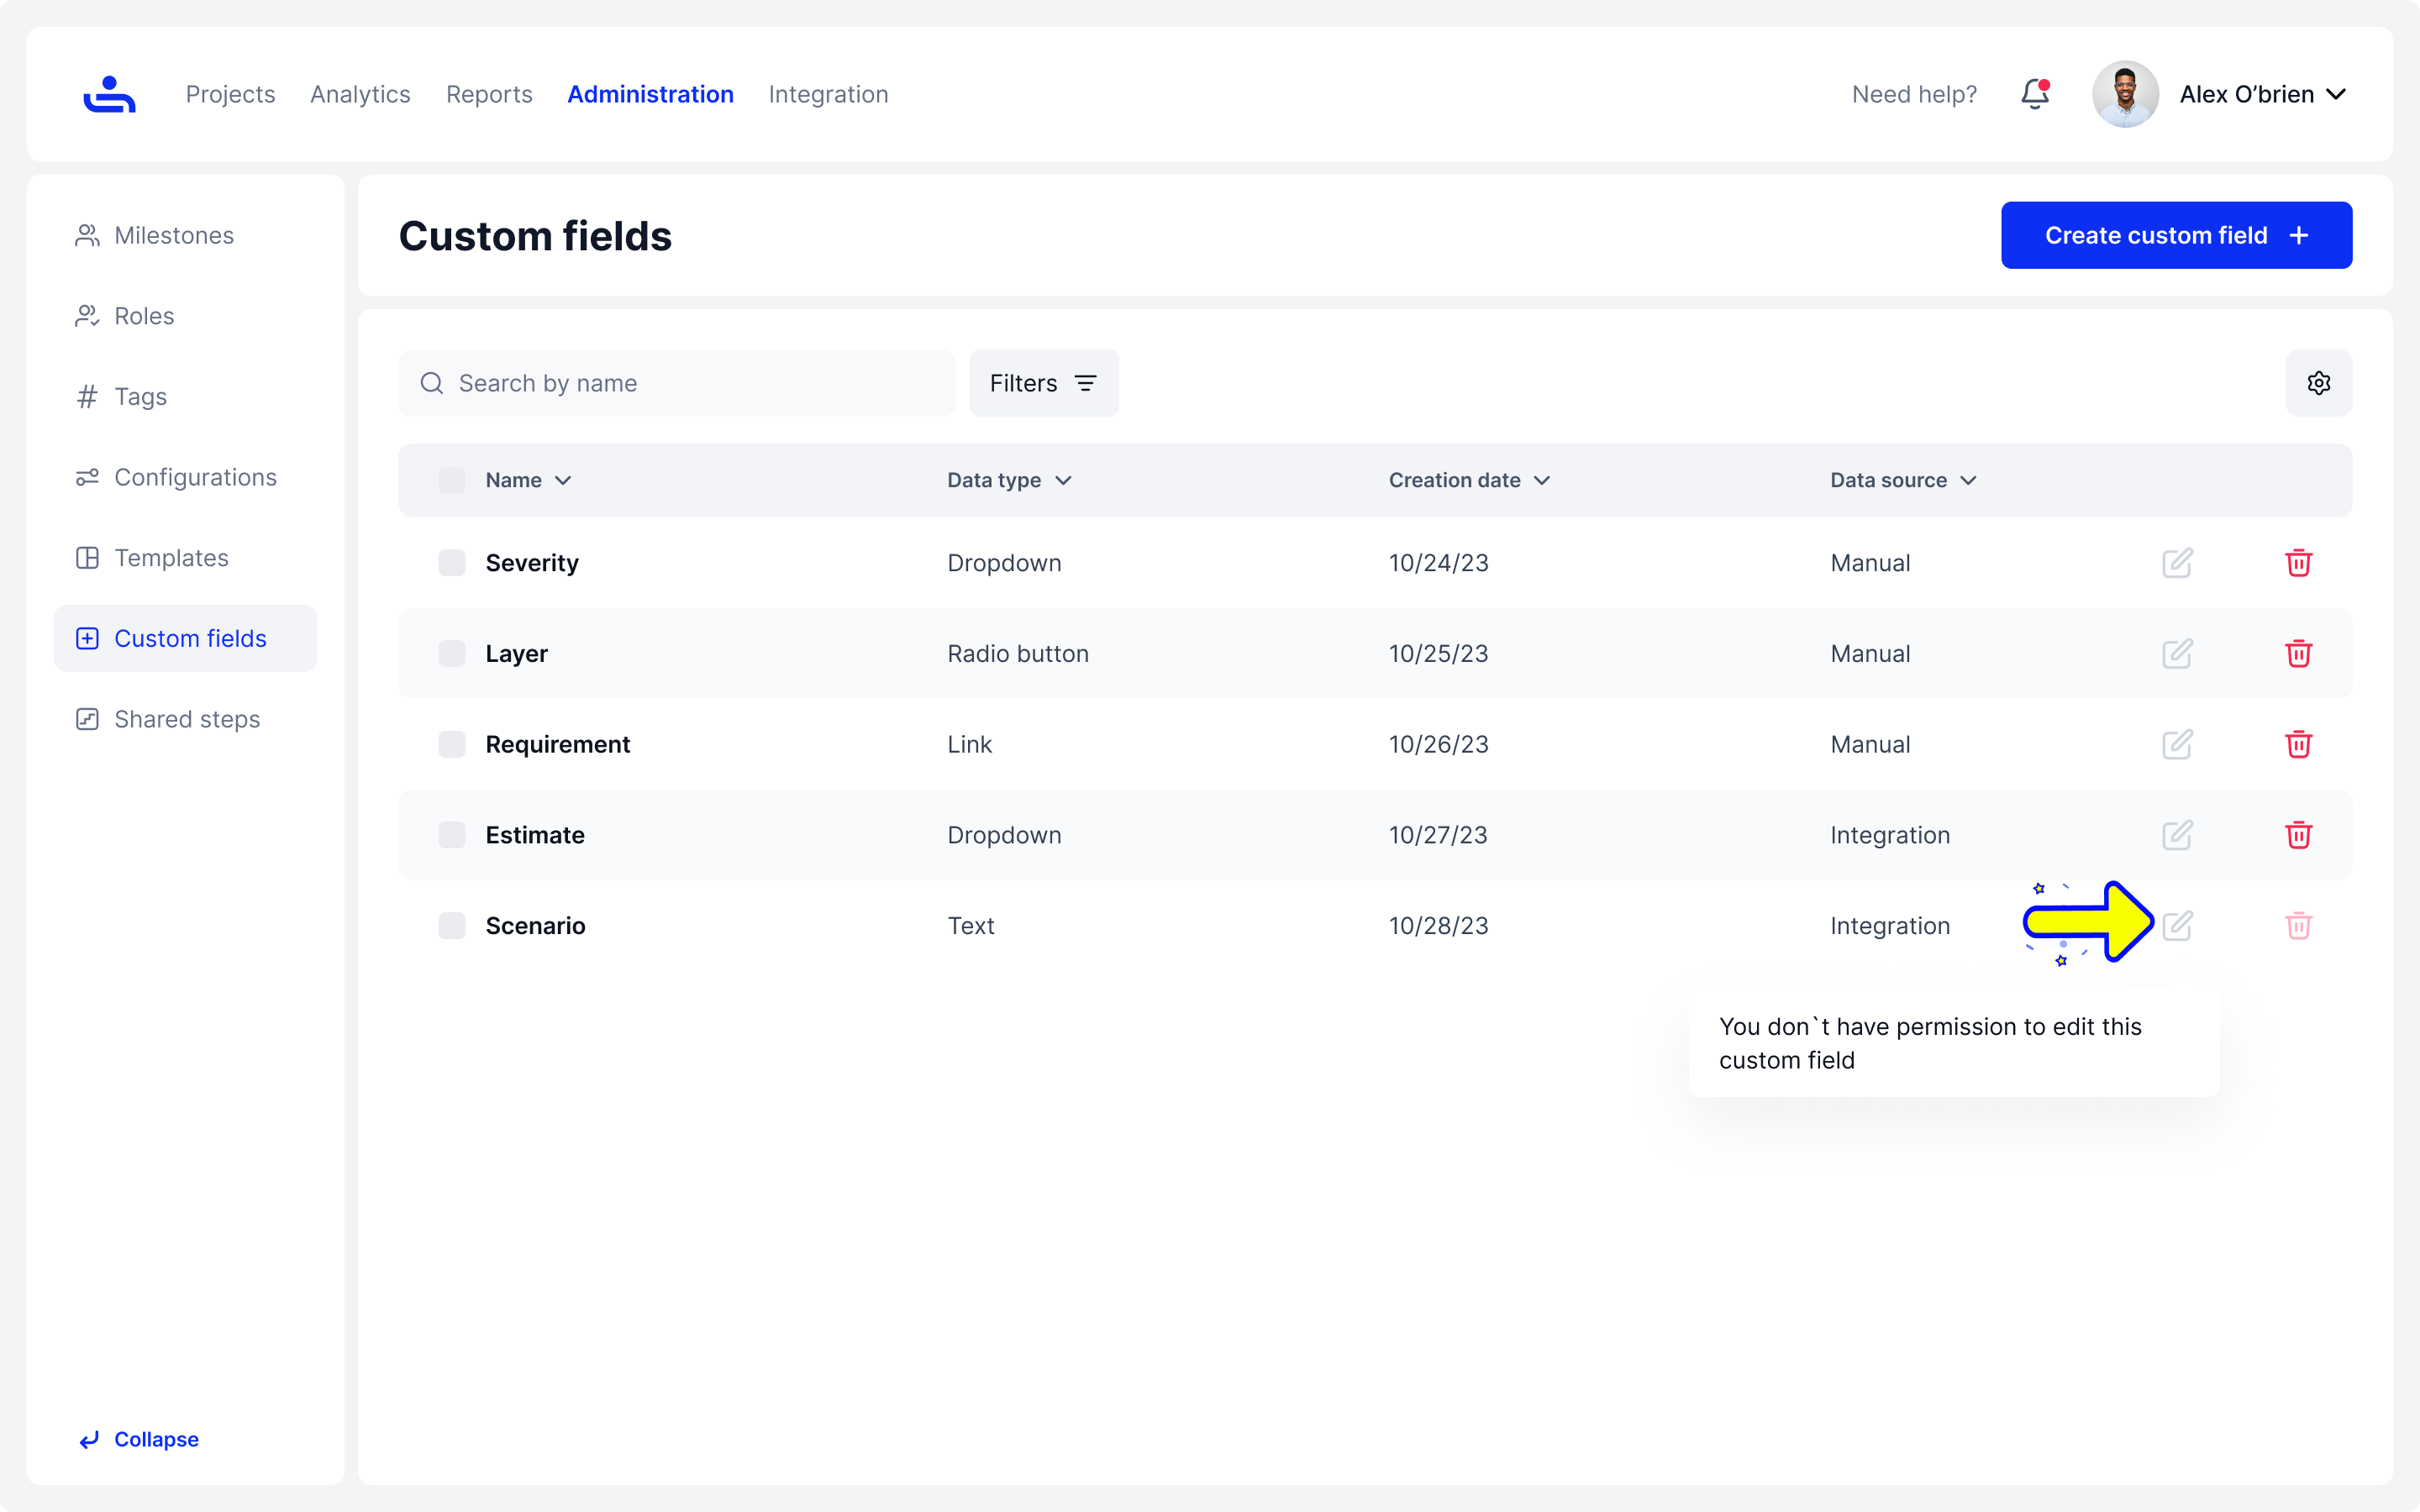 Projects Analytics Reports Administration Integration Need help? Alex O’brien
Milestones
Roles
Tags
Configurations
Templates
Custom fields
Shared steps
Collapse
Custom fields
Create custom field
Search by name
Filters
Name Data type Creation date Data source
Severity Dropdown 10/24/23 Manual
Layer Radio button 10/25/23 Manual
Requirement Link 10/26/23 Manual
Estimate Dropdown 10/27/23 Integration
Scenario Text 10/28/23 Integration
You don`t have permission to edit this
custom field